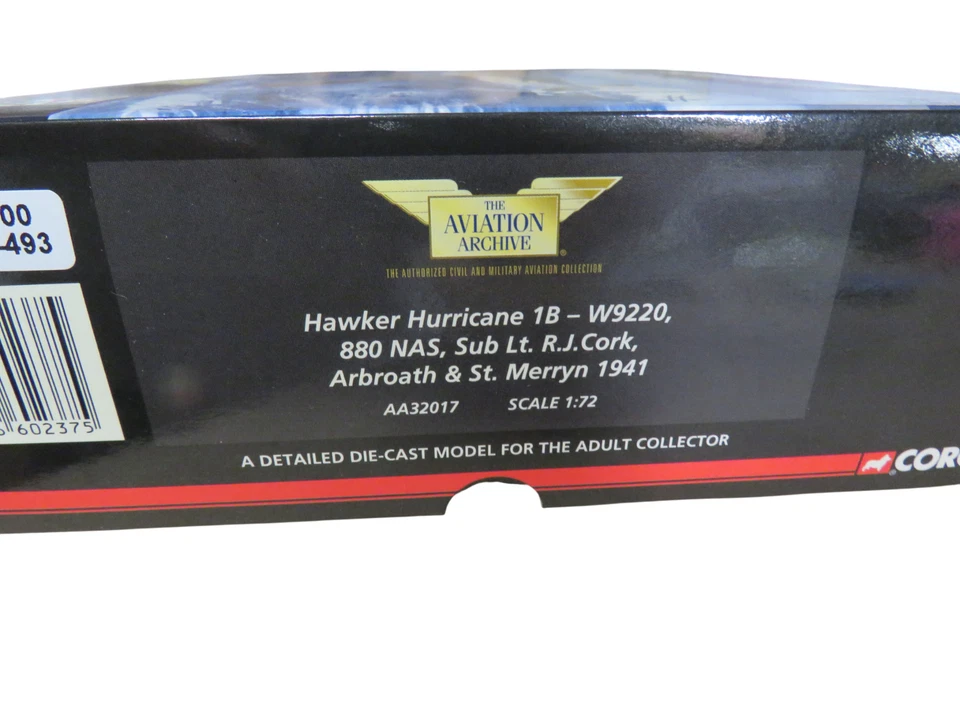 THE
AVIATION
ARCHIVE
THE AUTHORIZED CIVIL AND MILITARY AVIATION COLLECTION
00
-493
Hawker Hurricane 1B – W9220,
880 NAS, Sub Lt. R.J.Cork,
Arbroath & St. Merryn 1941
AA32017 SCALE 1:72
602375
A DETAILED DIE-CAST MODEL FOR THE ADULT COLLECTOR